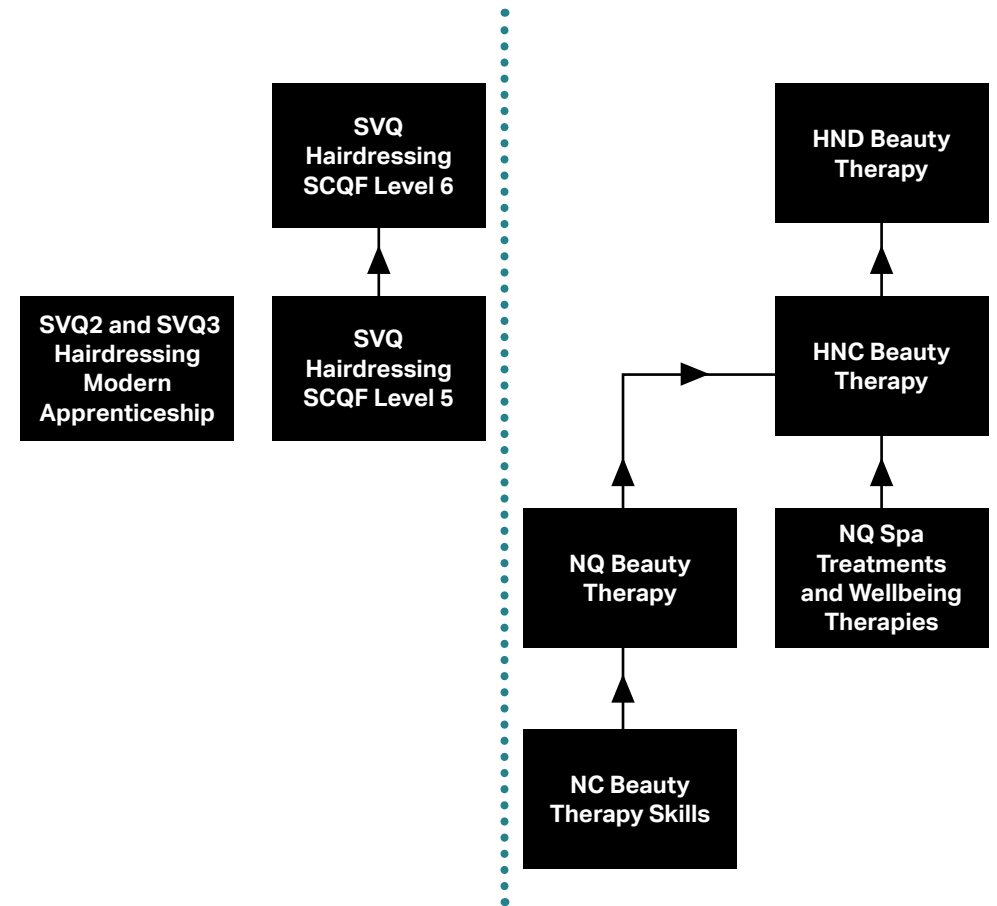 SVQ
Hairdressing
SCQF Level 6
SVQ2 and SVQ3
Hairdressing
Modern
Apprenticeship
SVQ
Hairdressing
SCQF Level 5
HND Beauty
Therapy
HNC Beauty
Therapy
NQ Beauty
Therapy
NQ Spa
Treatments
and Wellbeing
Therapies
NC Beauty
Therapy Skills